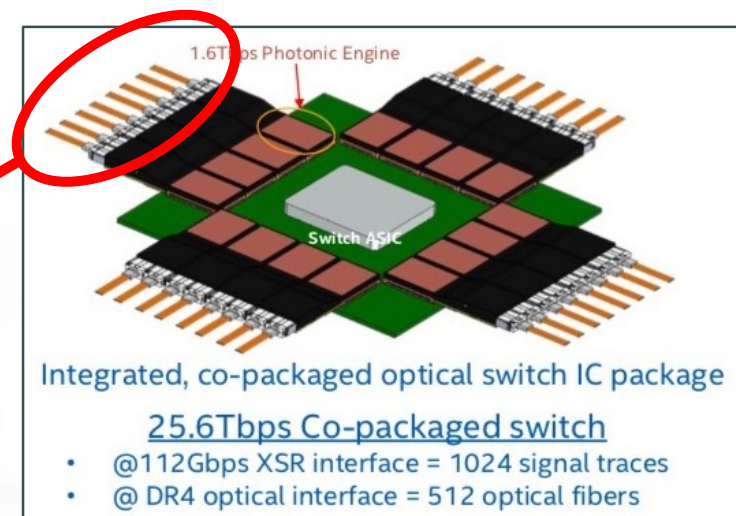 1.6Tbps Photonic Engine
Switch ASIC
Integrated, co-packaged optical switch IC package
25.6Tbps Co-packaged switch
• @112Gbps XSR interface = 1024 signal traces
• @ DR4 optical interface = 512 optical fibers